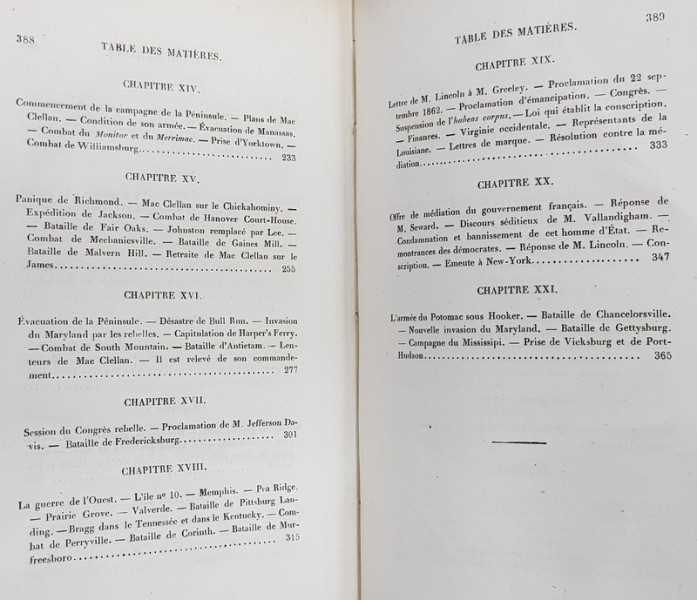 388
TABLE DES MATIÈRES.
CHAPITRE XIV.
Commencement de la campagne de la Péninsule. — Plans de Mac
Clellan. — Condition de son armée. — Évacuation de Manassas.
— Combat du Monitor et du Merrimac. — Prise d'Yorktown. —
Combat de Williamsburg.......................... 233
CHAPITRE XV.
Panique de Richmond. — Mac Clellan sur le Chickahominy. —
Expédition de Jackson. — Combat de Hanover Court-House.
— Bataille de Fair Oaks. — Johnston remplacé par Lee. —
Combat de Mechanicsville. — Bataille de Gaines Mill. —
Bataille de Malvern Hill. — Retraite de Mac Clellan sur le
James.......................................... 255
CHAPITRE XVI.
Évacuation de la Péninsule. — Désastre de Bull Run. — Invasion
du Maryland par les rebelles. — Capitulation de Harper's Ferry.
— Combat de South Mountain. — Bataille d'Antietam. — Len-
teurs de Mac Clellan. — Il est relevé de son commande-
ment.......................................... 277
CHAPITRE XVII.
Session du Congrès rebelle. — Proclamation de M. Jefferson Da-
vis. — Bataille de Fredericksburg.................. 301
CHAPITRE XVIII.
La guerre de l'Ouest. — L'île nº 10. — Memphis. — Pea Ridge.
— Prairie Grove. — Valverde. — Bataille de Pittsburg Lan-
ding. — Bragg dans le Tennessée et dans le Kentucky. — Com-
bat de Perryville. — Bataille de Corinth. — Bataille de Mur-
freesboro...................................... 315
389
TABLE DES MATIÈRES.
CHAPITRE XIX.
Lettre de M. Lincoln à M. Greeley. — Proclamation du 22 sep-
tembre 1862. — Proclamation d'émancipation. — Congrès. —
Suspension de l'habeas corpus. — Loi qui établit la conscription.
— Finances. — Virginie occidentale. — Représentants de la
Louisiane. — Lettres de marque. — Résolution contre la mé-
diation........................................ 333
CHAPITRE XX.
Offre de médiation du gouvernement français. — Réponse de
M. Seward. — Discours séditieux de M. Vallandigham. —
Condamnation et bannissement de cet homme d'État. — Re-
montrances des démocrates. — Réponse de M. Lincoln. — Con-
scription. — Emeute à New-York.................... 347
CHAPITRE XXI.
L'armée du Potomac sous Hooker. — Bataille de Chancelorsville.
— Nouvelle invasion du Maryland. — Bataille de Gettysburg.
— Campagne du Mississipi. — Prise de Vicksburg et de Port-
Hudson........................................ 365